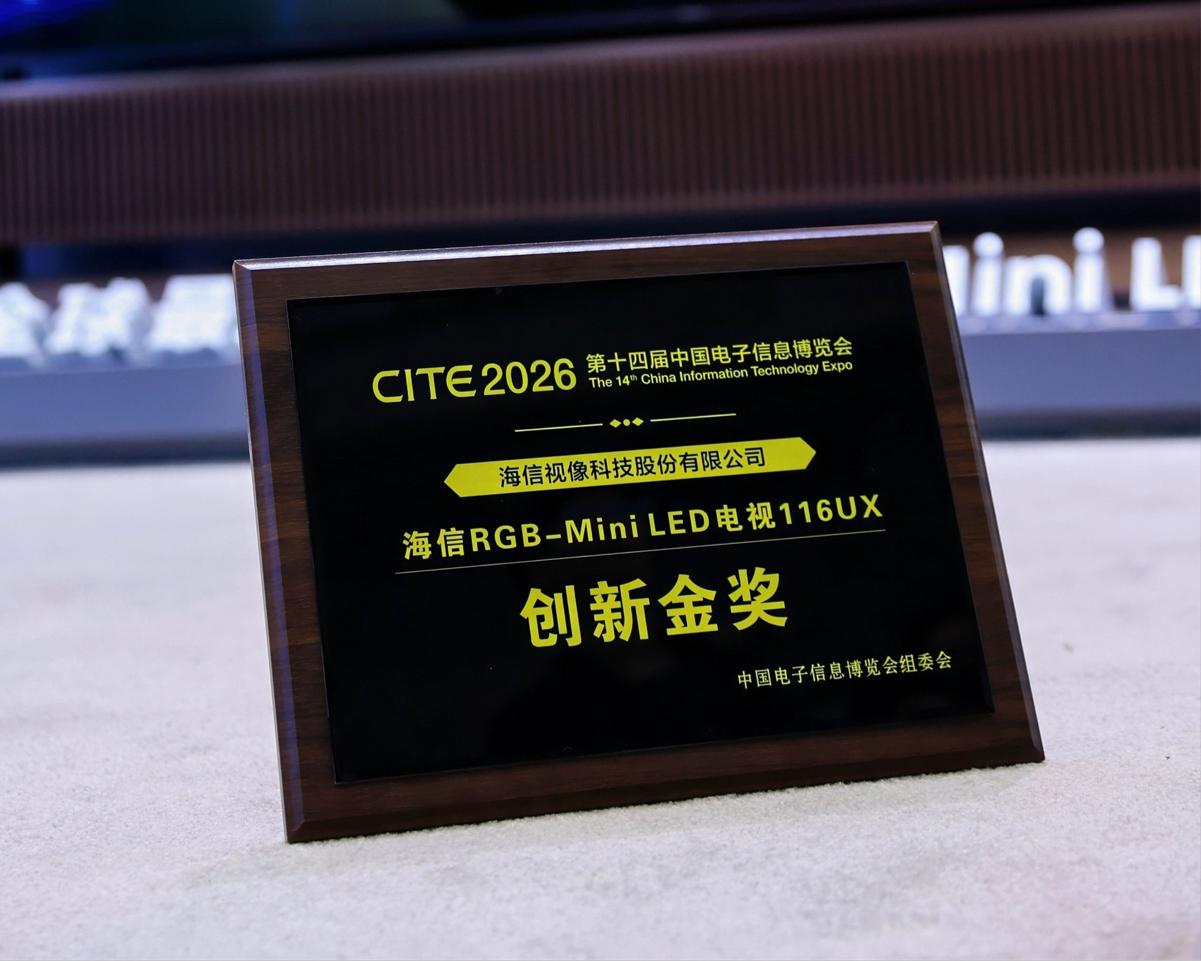 CITE2026 第十四届中国电子信息博览会
The 14th China Information Technology Expo
海信视像科技股份有限公司
海信RGB-Mini LED电视116UX
创新金奖
中国电子信息博览会组委会
Mini L